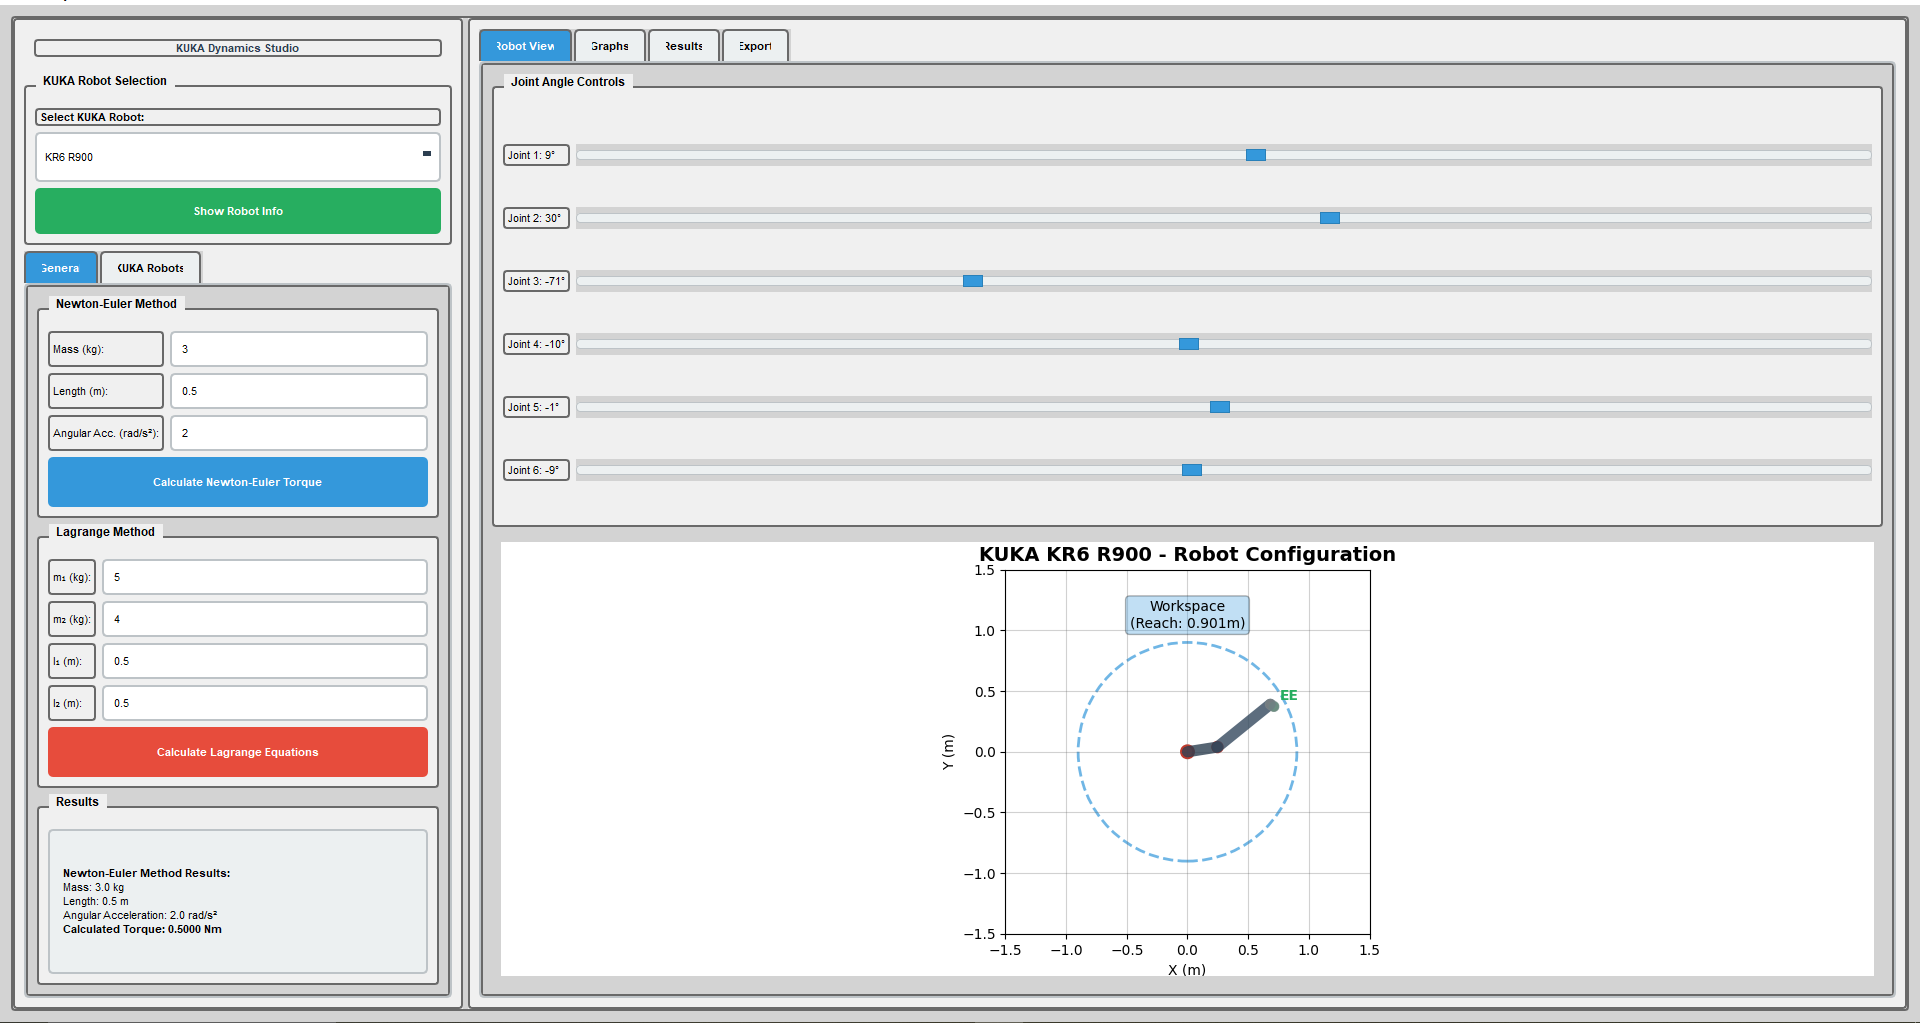 KUKA Dynamics Studio
KUKA Robot Selection
Select KUKA Robot:
KR6 R900
Show Robot Info
General
KUKA Robots
Newton-Euler Method
Mass (kg):
3
Length (m):
0.5
Angular Acc. (rad/s²):
2
Calculate Newton-Euler Torque
Lagrange Method
m₁ (kg):
5
m₂ (kg):
4
l₁ (m):
0.5
l₂ (m):
0.5
Calculate Lagrange Equations
Results
Newton-Euler Method Results:
Mass: 3.0 kg
Length: 0.5 m
Angular Acceleration: 2.0 rad/s²
Calculated Torque: 0.5000 Nm
Robot View
Graphs
Results
Export
Joint Angle Controls
Joint 1: 9°
Joint 2: 30°
Joint 3: -71°
Joint 4: -10°
Joint 5: -1°
Joint 6: -9°
KUKA KR6 R900 - Robot Configuration
Workspace
(Reach: 0.901m)
EE
Y (m)
1.5
1.0
0.5
0.0
−0.5
−1.0
−1.5
−1.5 −1.0 −0.5 0.0 0.5 1.0 1.5
X (m)